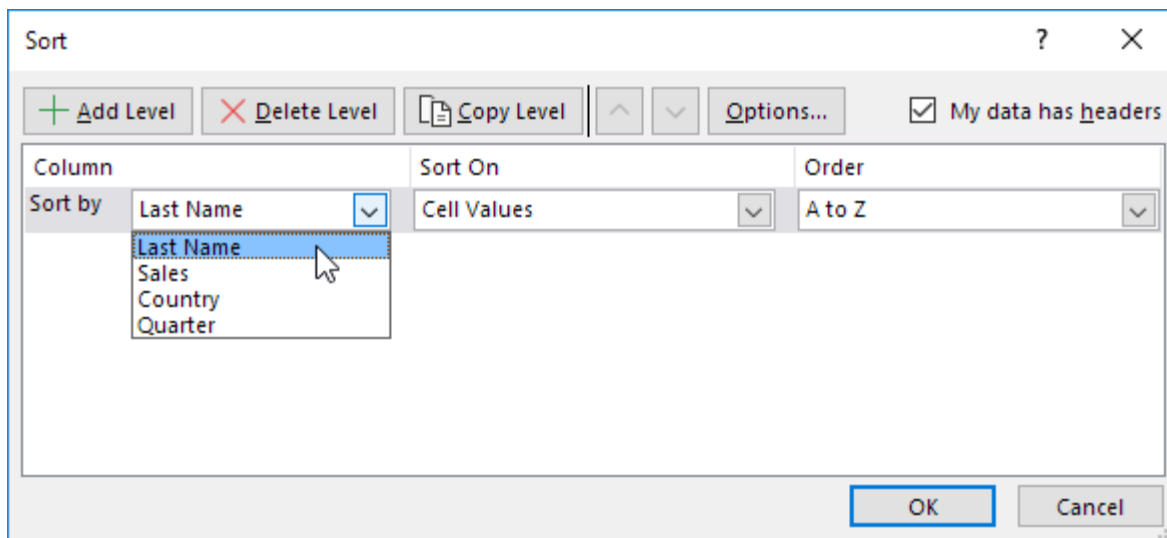 Sort ?
Add Level Delete Level Copy Level Options... My data has headers
Column Sort On Order
Sort by Last Name Cell Values A to Z
Last Name
Sales
Country
Quarter
OK Cancel